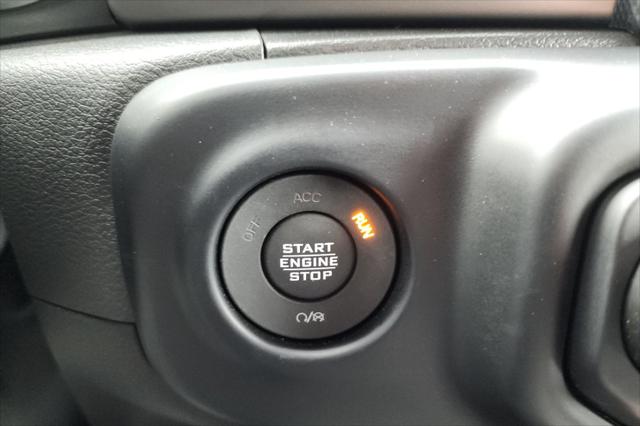 OFF
ACC
RUN
START
ENGINE
STOP